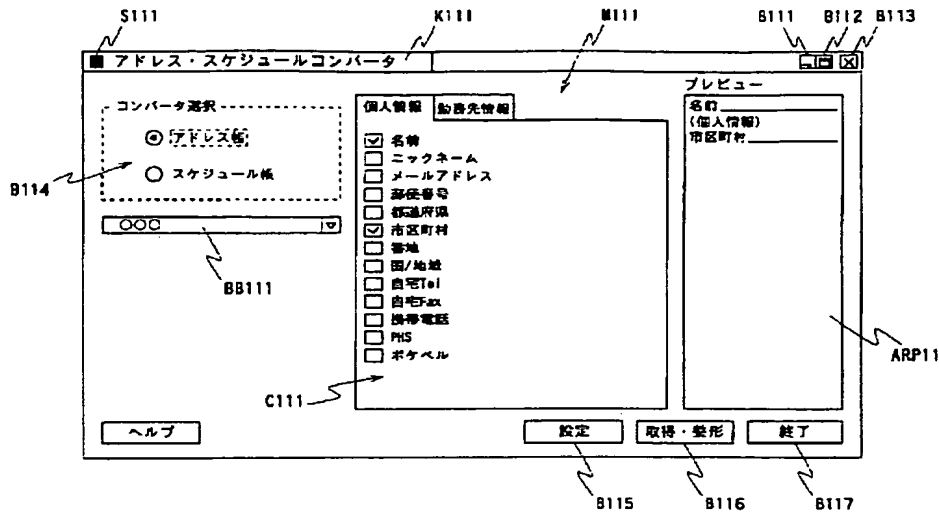 S111 K111 M111 B111 B112 B113
アドレス・スケジュールコンバータ
プレビュー
コンバータ選択
アドレス帳
スケジュール帳
B114
○○○
BB111
個人情報 勤務先情報
名前
ニックネーム
メールアドレス
郵便番号
都道府県
市区町村
番地
国/地域
自宅Tel
自宅Fax
携帯電話
PHS
ポケベル
C111
名前
(個人情報)
市区町村
ARP11
ヘルプ 設定 取得・整形 終了
B115 B116 B117